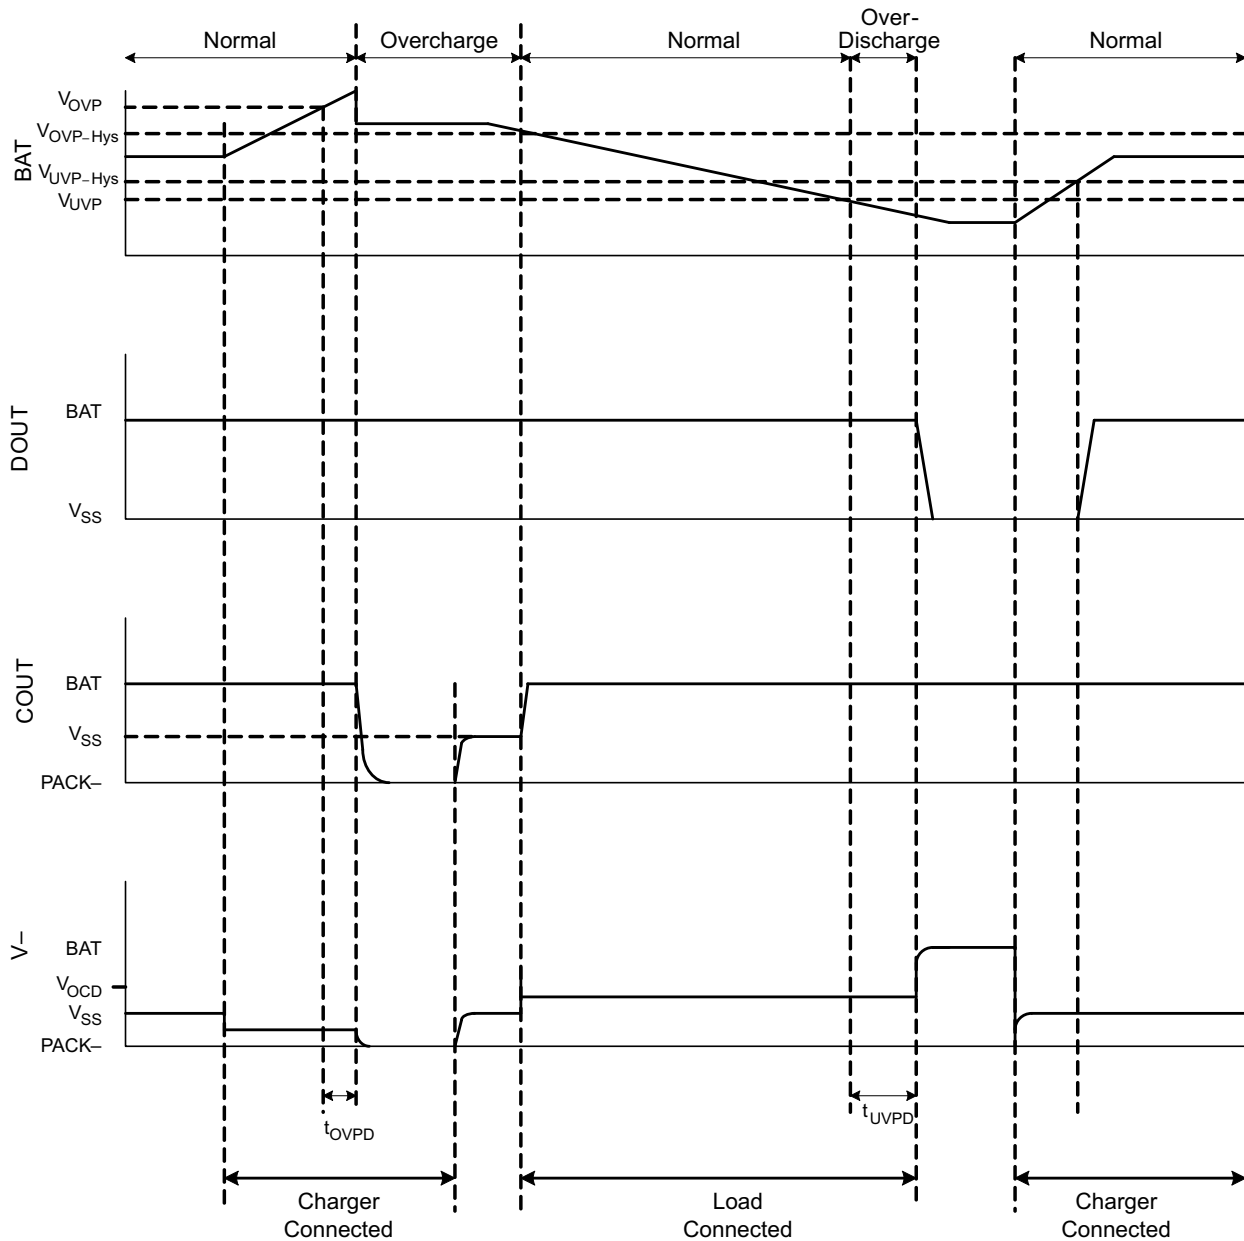 Normal
Overcharge
Normal
Over-
Discharge
Normal
BAT
VOVP
VOVP-Hys
VUVP-Hys
VUVP
DOUT
BAT
VSS
COUT
BAT
VSS
PACK–
V–
BAT
VOCD
VSS
PACK–
tOVPD
tUVPD
Charger
Connected
Load
Connected
Charger
Connected